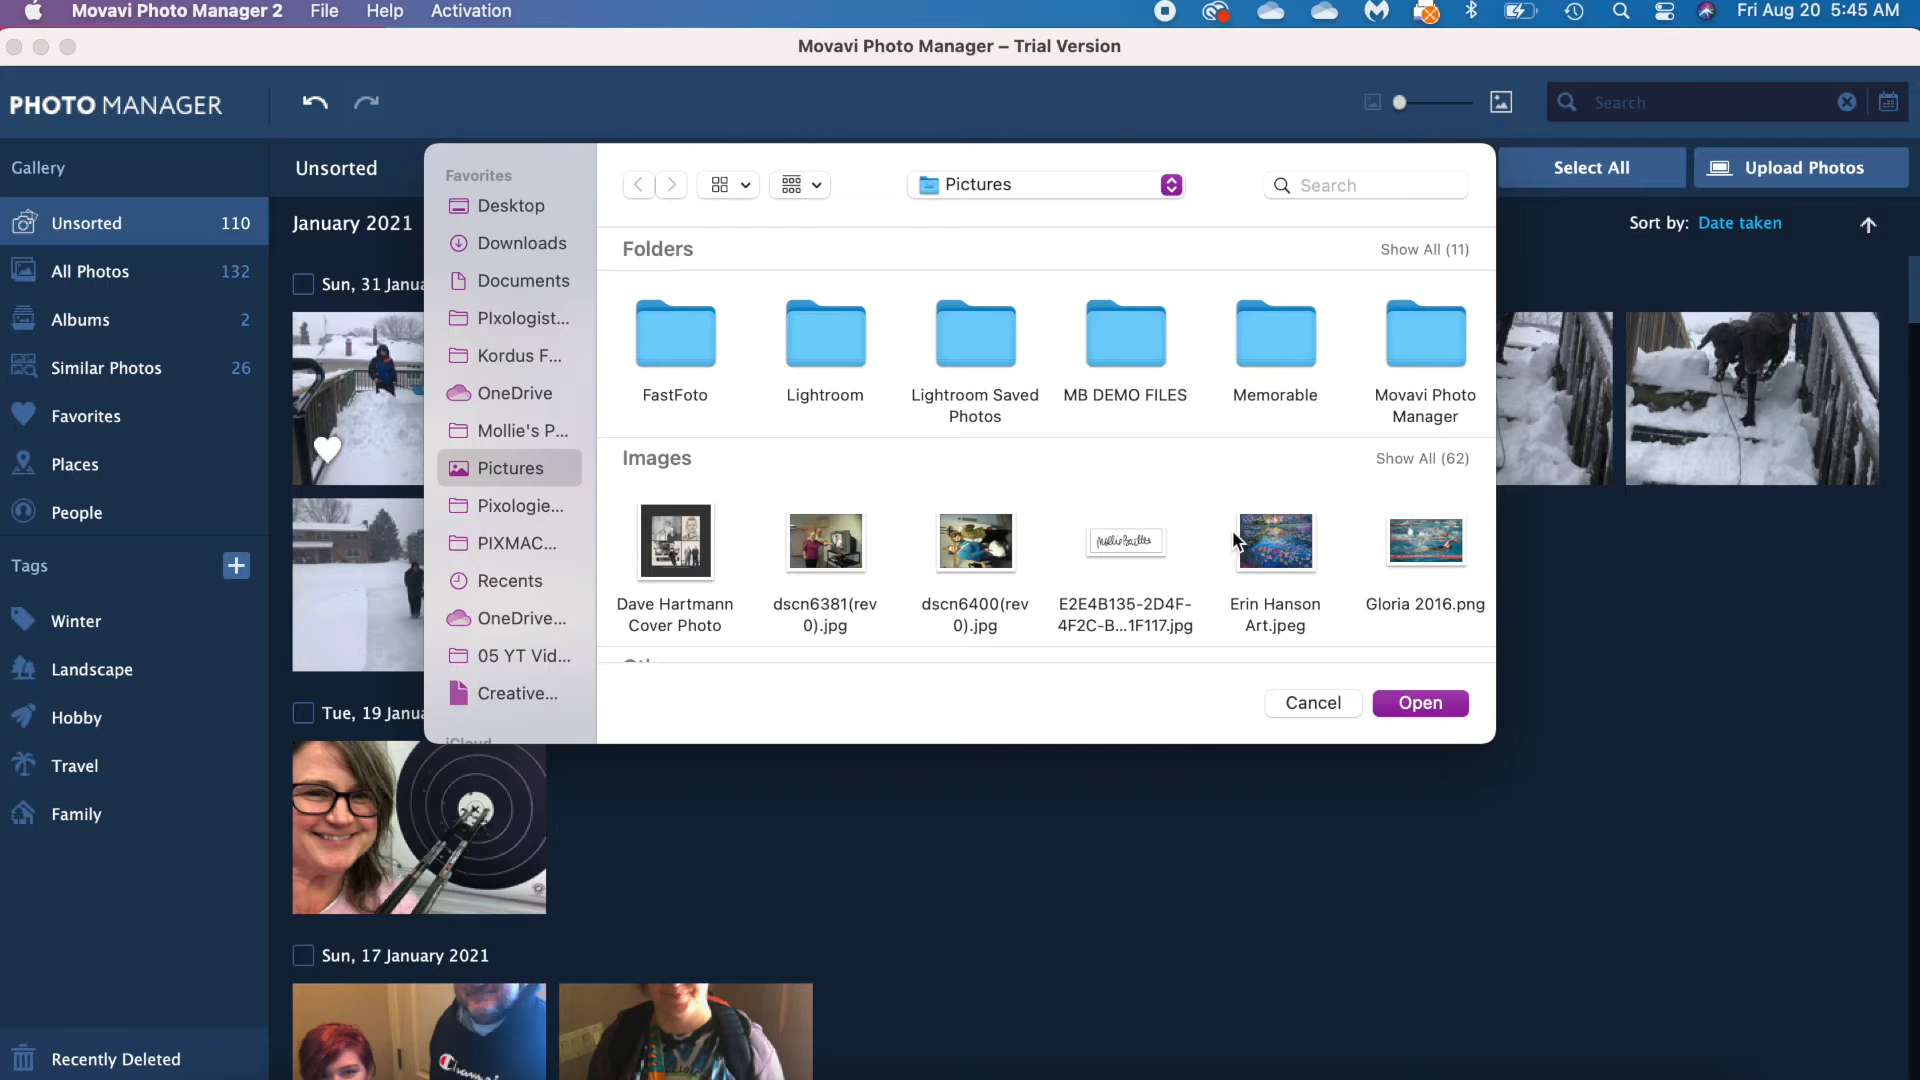 Movavi Photo Manager 2 File Help Activation Fri Aug 20 5:45 AM
Movavi Photo Manager – Trial Version
PHOTO MANAGER
Search
Gallery
Unsorted
Select All
Upload Photos
Unsorted 110
All Photos 132
Albums 2
Similar Photos 26
Favorites
Places
People
Tags
Winter
Landscape
Hobby
Travel
Family
Recently Deleted
January 2021
Sort by: Date taken
Sun, 31 Janua
Tue, 19 Janua
Sun, 17 January 2021
Favorites
Desktop
Downloads
Documents
PIxologist...
Kordus F...
OneDrive
Mollie's P...
Pictures
Pixologie...
PIXMAC...
Recents
OneDrive...
05 YT Vid...
Creative...
iCloud
Pictures
Search
Folders
Show All (11)
FastFoto
Lightroom
Lightroom Saved
Photos
MB DEMO FILES
Memorable
Movavi Photo
Manager
Images
Show All (62)
Dave Hartmann
Cover Photo
dscn6381(rev
0).jpg
dscn6400(rev
0).jpg
E2E4B135-2D4F-
4F2C-B...1F117.jpg
Erin Hanson
Art.jpeg
Gloria 2016.png
Cancel
Open